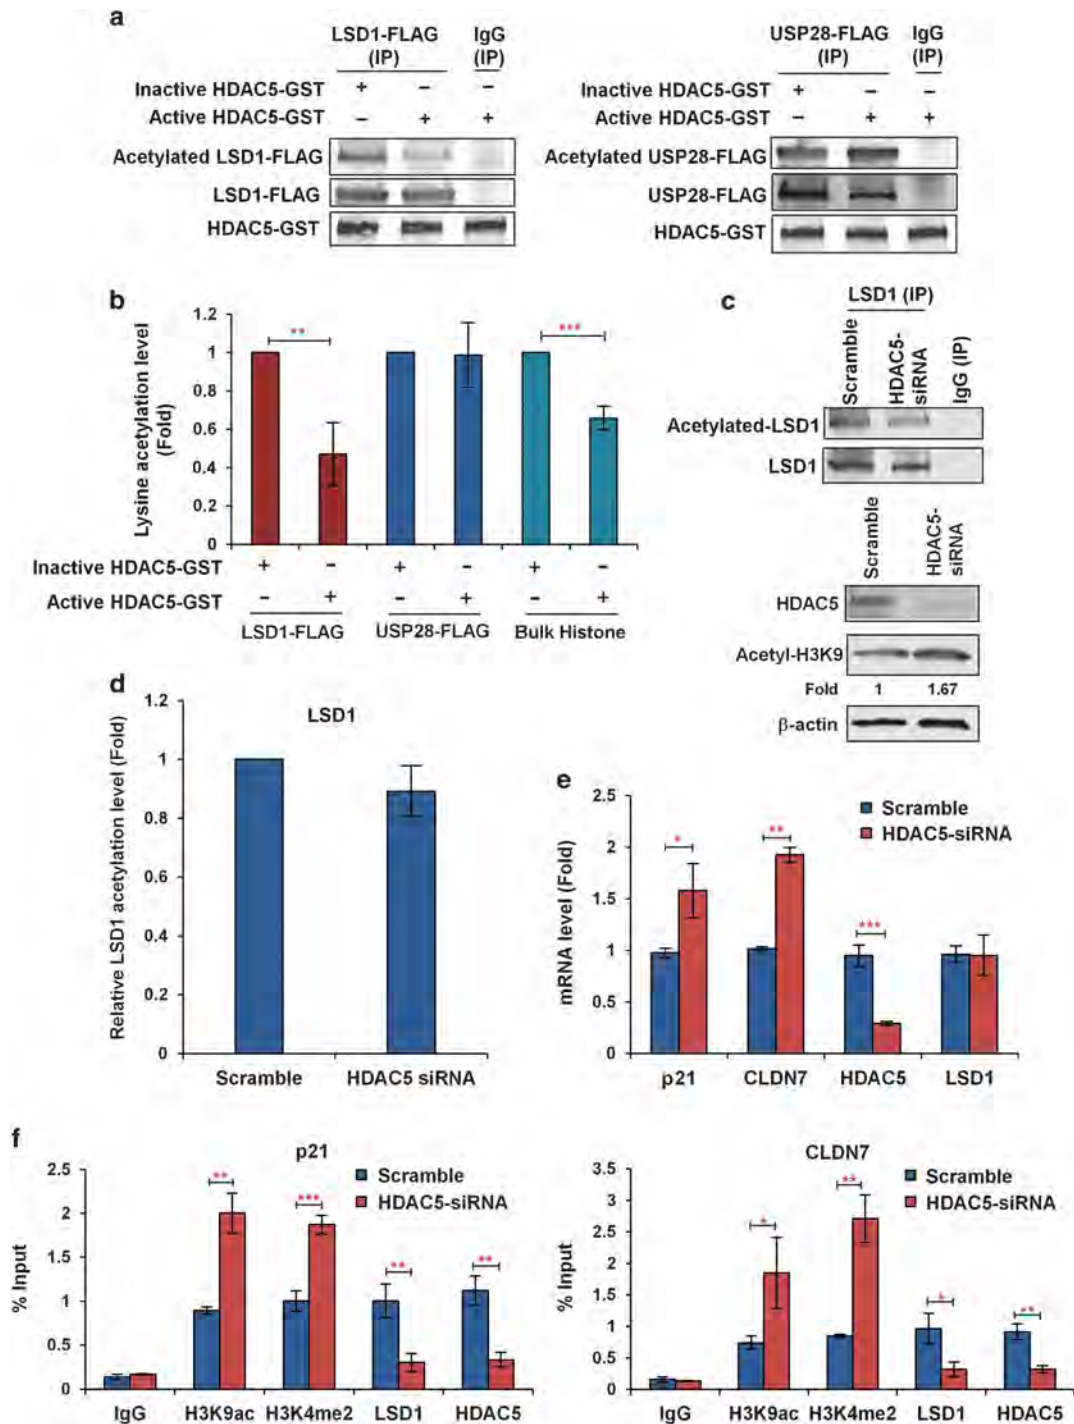 a
LSD1-FLAG
(IP)
IgG
(IP)
Inactive HDAC5-GST + – –
Active HDAC5-GST – + +
Acetylated LSD1-FLAG
LSD1-FLAG
HDAC5-GST
USP28-FLAG
(IP)
IgG
(IP)
Inactive HDAC5-GST + – –
Active HDAC5-GST – + +
Acetylated USP28-FLAG
USP28-FLAG
HDAC5-GST
b
Lysine acetylation level
(Fold)
1.2
1
0.8
0.6
0.4
0.2
0
**
***
Inactive HDAC5-GST + – + – + –
Active HDAC5-GST – + – + – +
LSD1-FLAG USP28-FLAG Bulk Histone
c
LSD1 (IP)
Scramble
HDAC5-
siRNA
IgG (IP)
Acetylated-LSD1
LSD1
Scramble
HDAC5-
siRNA
HDAC5
Acetyl-H3K9
Fold 1 1.67
β-actin
d
LSD1
Relative LSD1 acetylation level (Fold)
1.2
1
0.8
0.6
0.4
0.2
0
Scramble HDAC5 siRNA
e
mRNA level (Fold)
2.5
2
1.5
1
0.5
0
Scramble
HDAC5-siRNA
*
**
***
p21 CLDN7 HDAC5 LSD1
f
p21
% Input
2.5
2
1.5
1
0.5
0
Scramble
HDAC5-siRNA
**
***
**
**
IgG H3K9ac H3K4me2 LSD1 HDAC5
CLDN7
% Input
3.5
3
2.5
2
1.5
1
0.5
0
Scramble
HDAC5-siRNA
*
**
*
**
IgG H3K9ac H3K4me2 LSD1 HDAC5